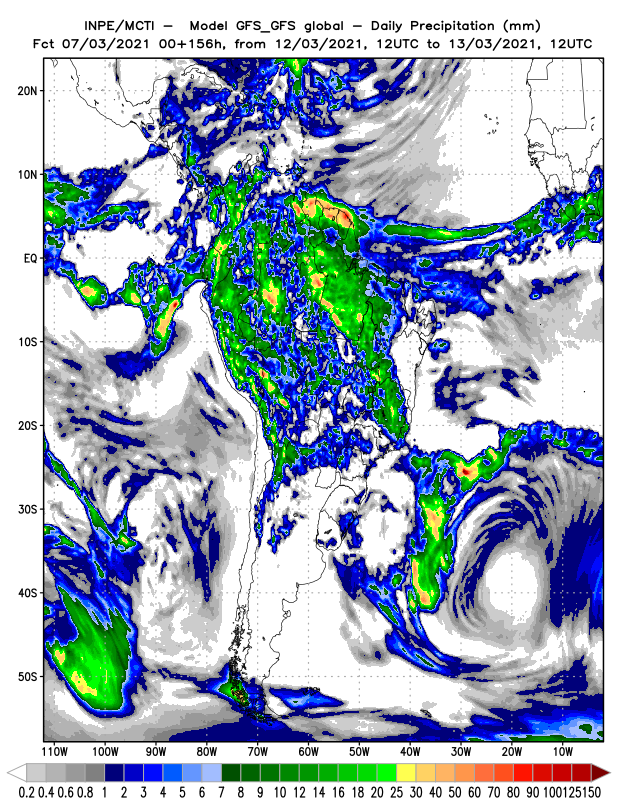 INPE/MCTI – Model GFS_GFS global – Daily Precipitation (mm)
Fct 07/03/2021 00+156h, from 12/03/2021, 12UTC to 13/03/2021, 12UTC
20N
10N
EQ
10S
20S
30S
40S
50S
110W 100W 90W 80W 70W 60W 50W 40W 30W 20W 10W
0.2 0.4 0.6 0.8 1 2 3 4 5 6 7 8 9 10 12 14 16 18 20 25 30 40 50 60 70 80 90 100 125 150